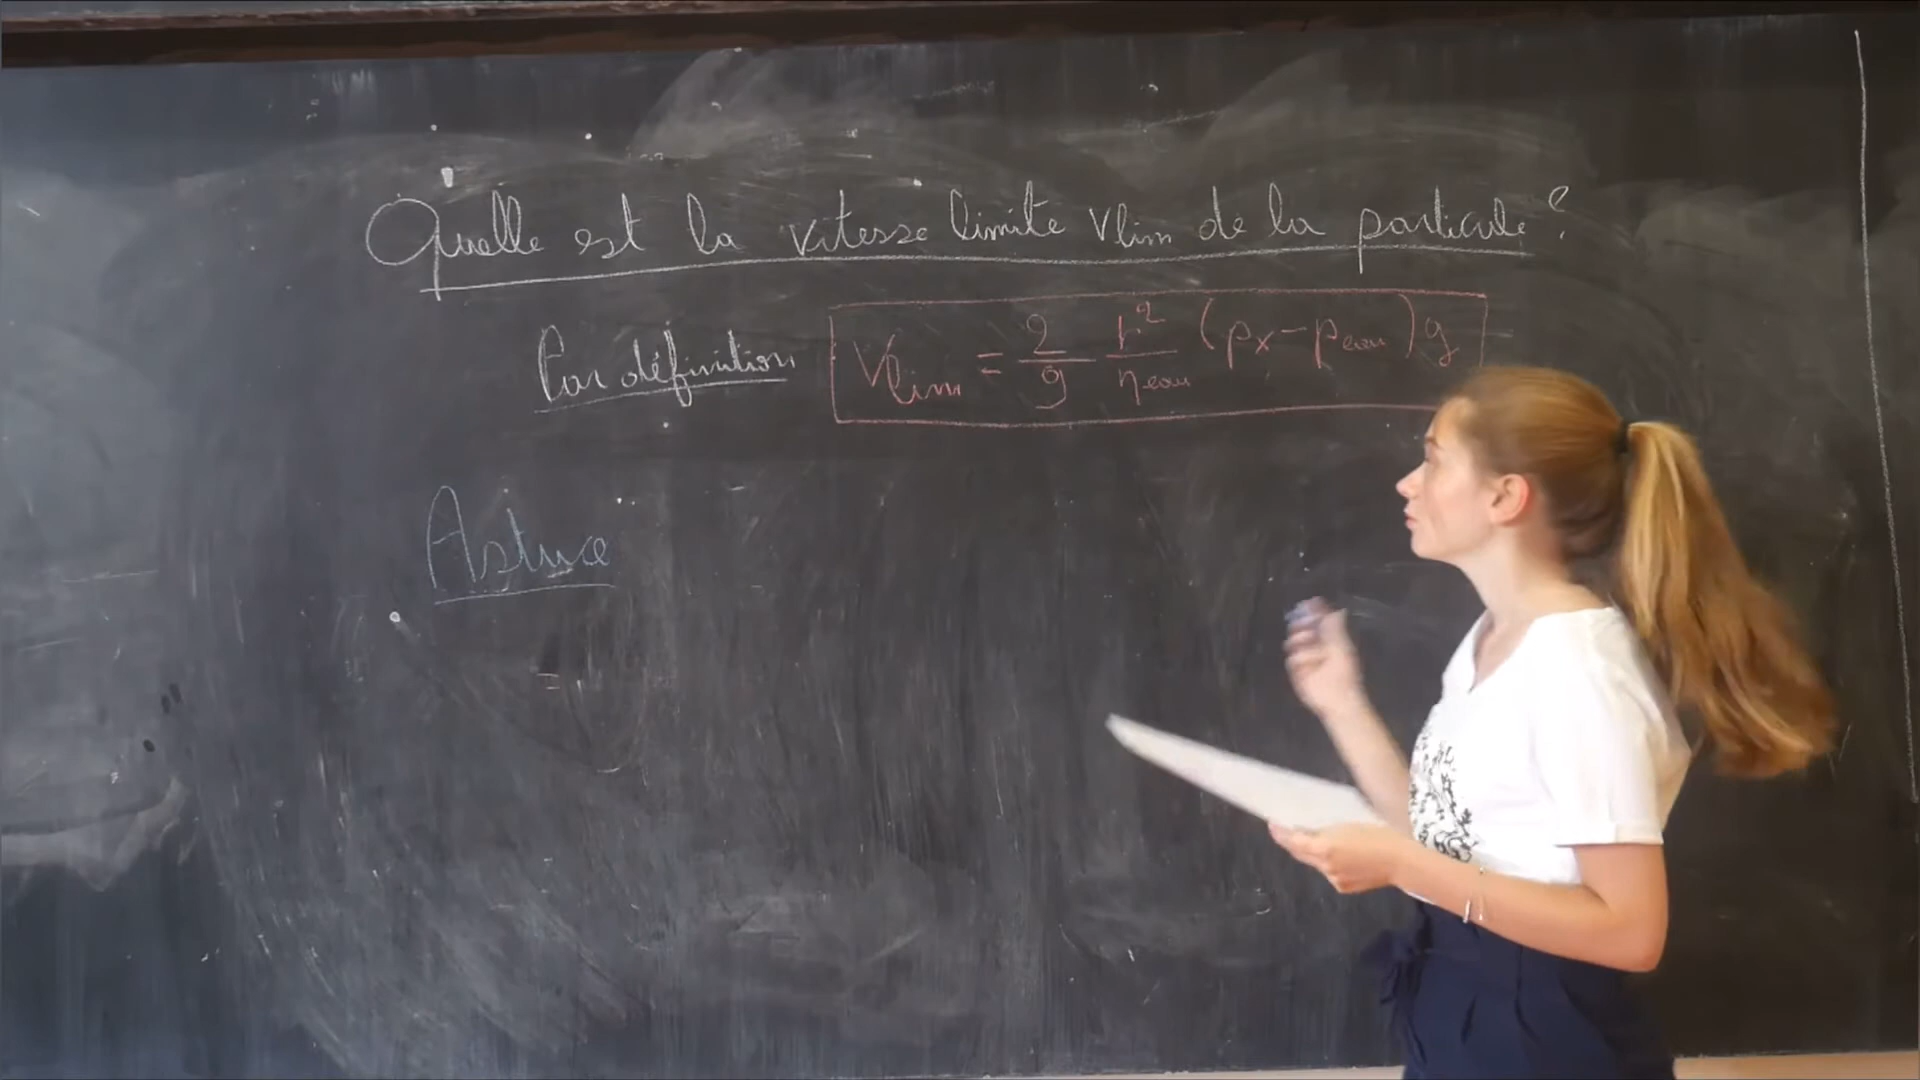 Quelle est la vitesse limite Vlim de la particule ?
Par définition Vlim = 2/9 r²/ηeau (ρx - ρeau) g
Astuce
=